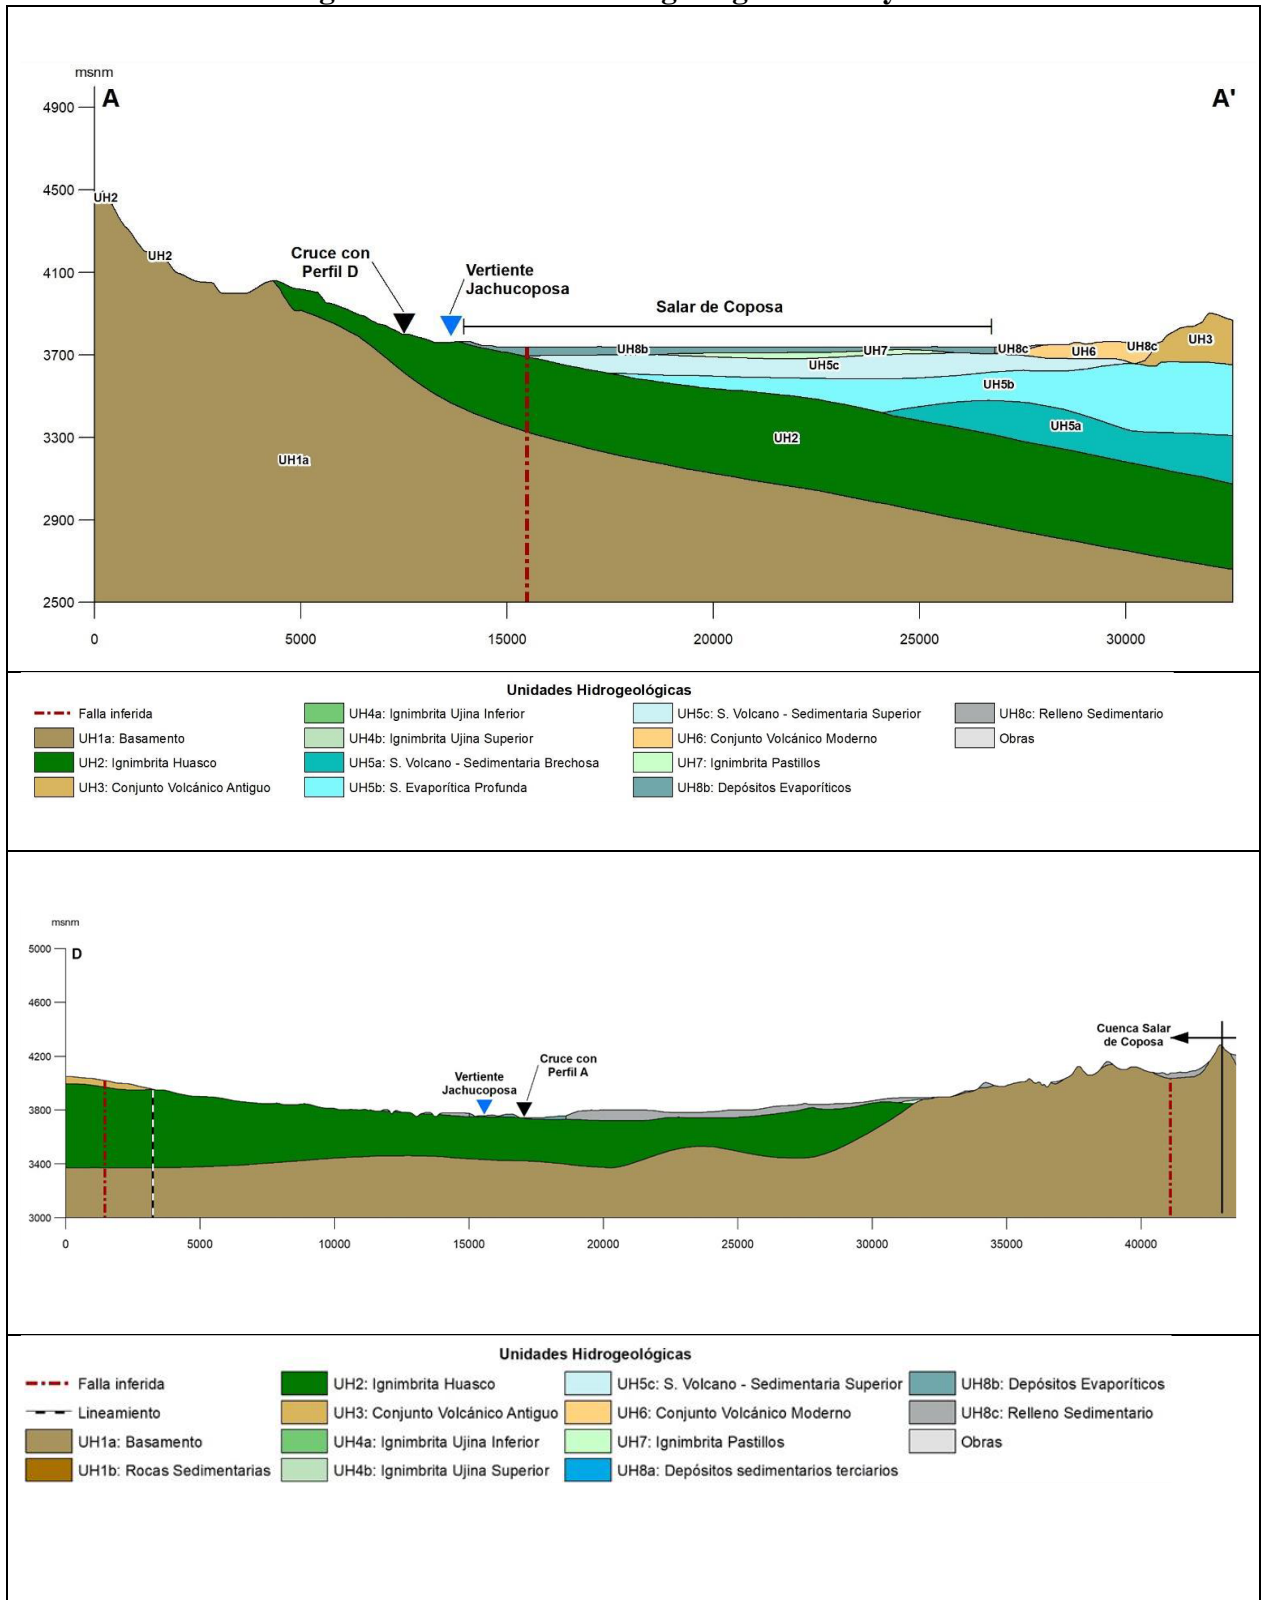 msnm
A
A'
4900
4500
4100
3700
3300
2900
2500
UH2
UH2
Cruce con
Perfil D
Vertiente
Jachucoposa
Salar de Coposa
UH8b
UH7
UH8c
UH6
UH8c
UH3
UH5c
UH5b
UH5a
UH2
UH1a
0
5000
15000
20000
25000
30000
Unidades Hidrogeológicas
Falla inferida
UH1a: Basamento
UH2: Ignimbrita Huasco
UH3: Conjunto Volcánico Antiguo
UH4a: Ignimbrita Ujina Inferior
UH4b: Ignimbrita Ujina Superior
UH5a: S. Volcano - Sedimentaria Brechosa
UH5b: S. Evaporítica Profunda
UH5c: S. Volcano - Sedimentaria Superior
UH6: Conjunto Volcánico Moderno
UH7: Ignimbrita Pastillos
UH8b: Depósitos Evaporíticos
UH8c: Relleno Sedimentario
Obras
msnm
D
5000
4600
4200
3800
3400
3000
Vertiente
Jachucoposa
Cruce con
Perfil A
Cuenca Salar
de Coposa
0
5000
10000
15000
20000
25000
30000
35000
40000
Unidades Hidrogeológicas
Falla inferida
Lineamiento
UH1a: Basamento
UH1b: Rocas Sedimentarias
UH2: Ignimbrita Huasco
UH3: Conjunto Volcánico Antiguo
UH4a: Ignimbrita Ujina Inferior
UH4b: Ignimbrita Ujina Superior
UH5c: S. Volcano - Sedimentaria Superior
UH6: Conjunto Volcánico Moderno
UH7: Ignimbrita Pastillos
UH8a: Depósitos sedimentarios terciarios
UH8b: Depósitos Evaporíticos
UH8c: Relleno Sedimentario
Obras